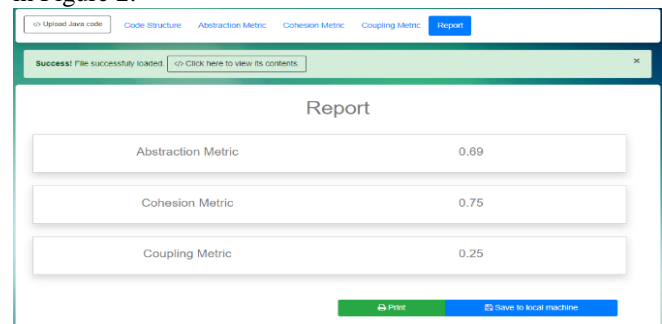 in Figure 2.
</> Upload Java code Code Structure Abstraction Metric Cohesion Metric Coupling Metric Report
Success! File successfuly loaded. </> Click here to view its contents. ×
Report
Abstraction Metric 0.69
Cohesion Metric 0.75
Coupling Metric 0.25
Print Save to local machine